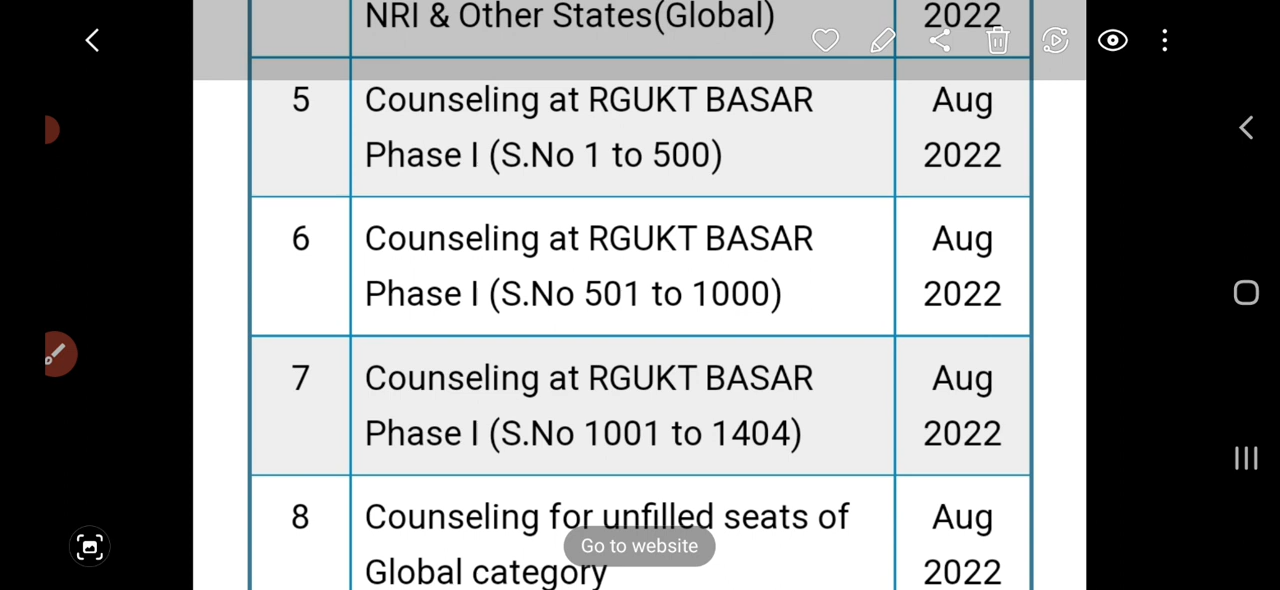 NRI & Other States(Global) 2022
5 Counseling at RGUKT BASAR Aug
Phase I (S.No 1 to 500) 2022
6 Counseling at RGUKT BASAR Aug
Phase I (S.No 501 to 1000) 2022
7 Counseling at RGUKT BASAR Aug
Phase I (S.No 1001 to 1404) 2022
8 Counseling for unfilled seats of Aug
Go to website
Global category 2022